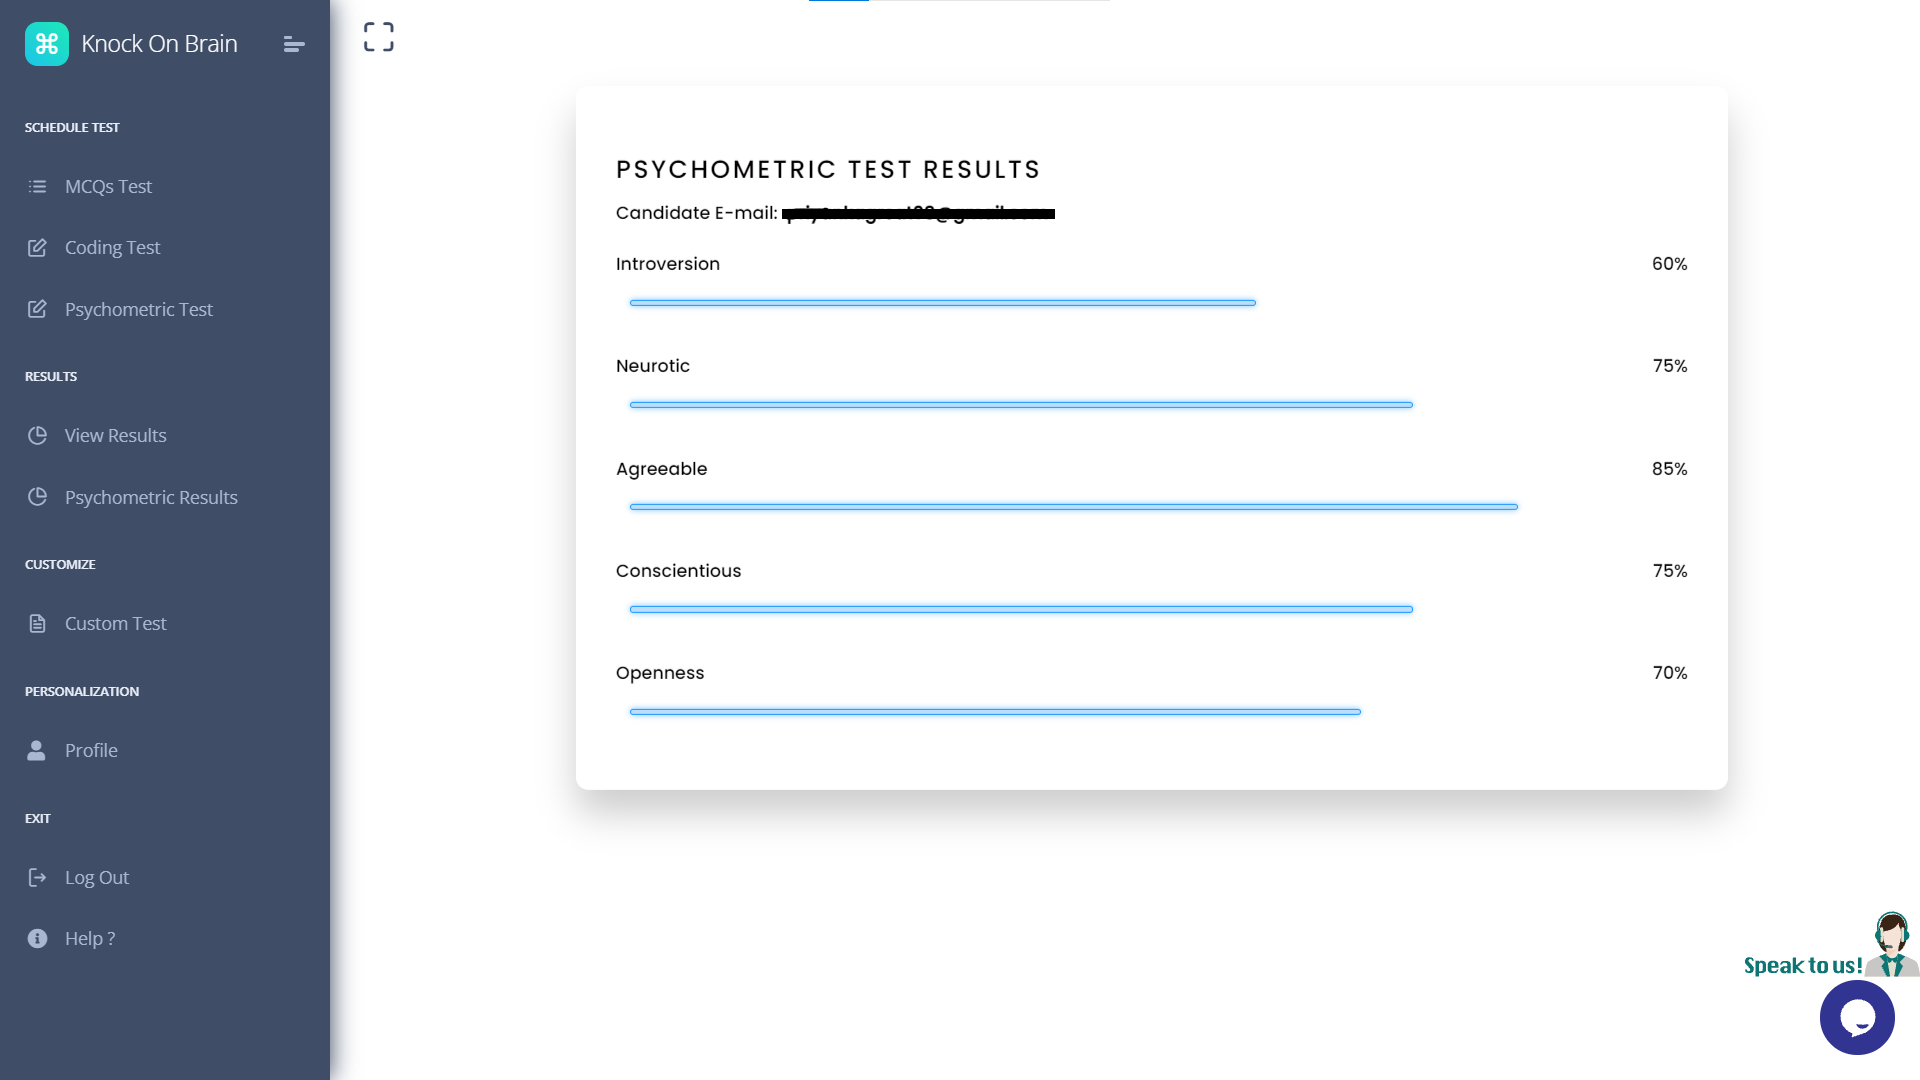 Knock On Brain
SCHEDULE TEST
MCQs Test
Coding Test
Psychometric Test
RESULTS
View Results
Psychometric Results
CUSTOMIZE
Custom Test
PERSONALIZATION
Profile
EXIT
Log Out
Help ?
PSYCHOMETRIC TEST RESULTS
Candidate E-mail:
Introversion 60%
Neurotic 75%
Agreeable 85%
Conscientious 75%
Openness 70%
Speak to us!